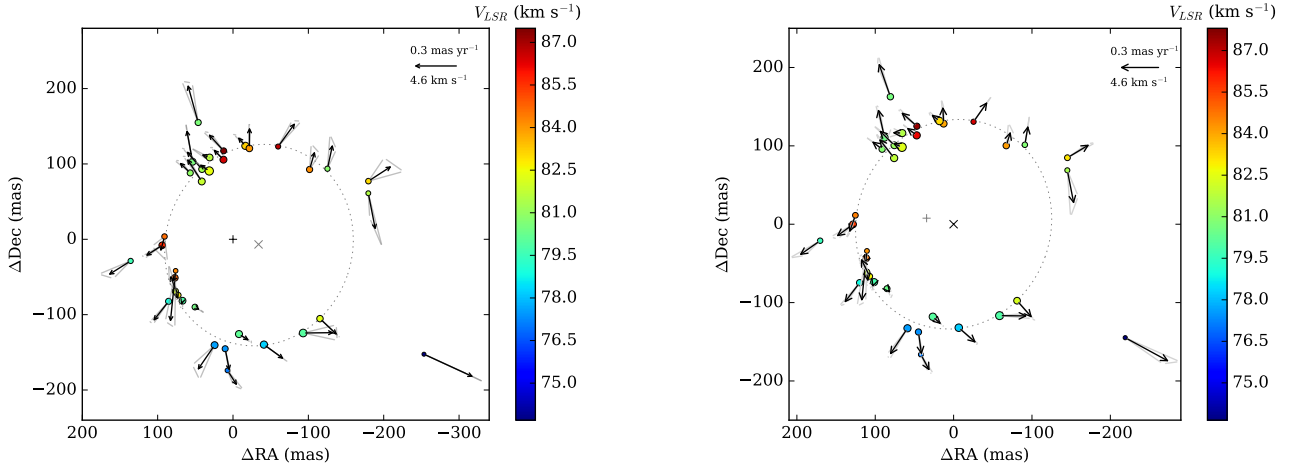 V_LSR (km s⁻¹)
0.3 mas yr⁻¹
4.6 km s⁻¹
200
100
0
−100
−200
ΔDec (mas)
200 100 0 −100 −200 −300
ΔRA (mas)
87.0
85.5
84.0
82.5
81.0
79.5
78.0
76.5
75.0
V_LSR (km s⁻¹)
0.3 mas yr⁻¹
4.6 km s⁻¹
200
100
0
−100
−200
ΔDec (mas)
200 100 0 −100 −200
ΔRA (mas)
87.0
85.5
84.0
82.5
81.0
79.5
78.0
76.5
75.0